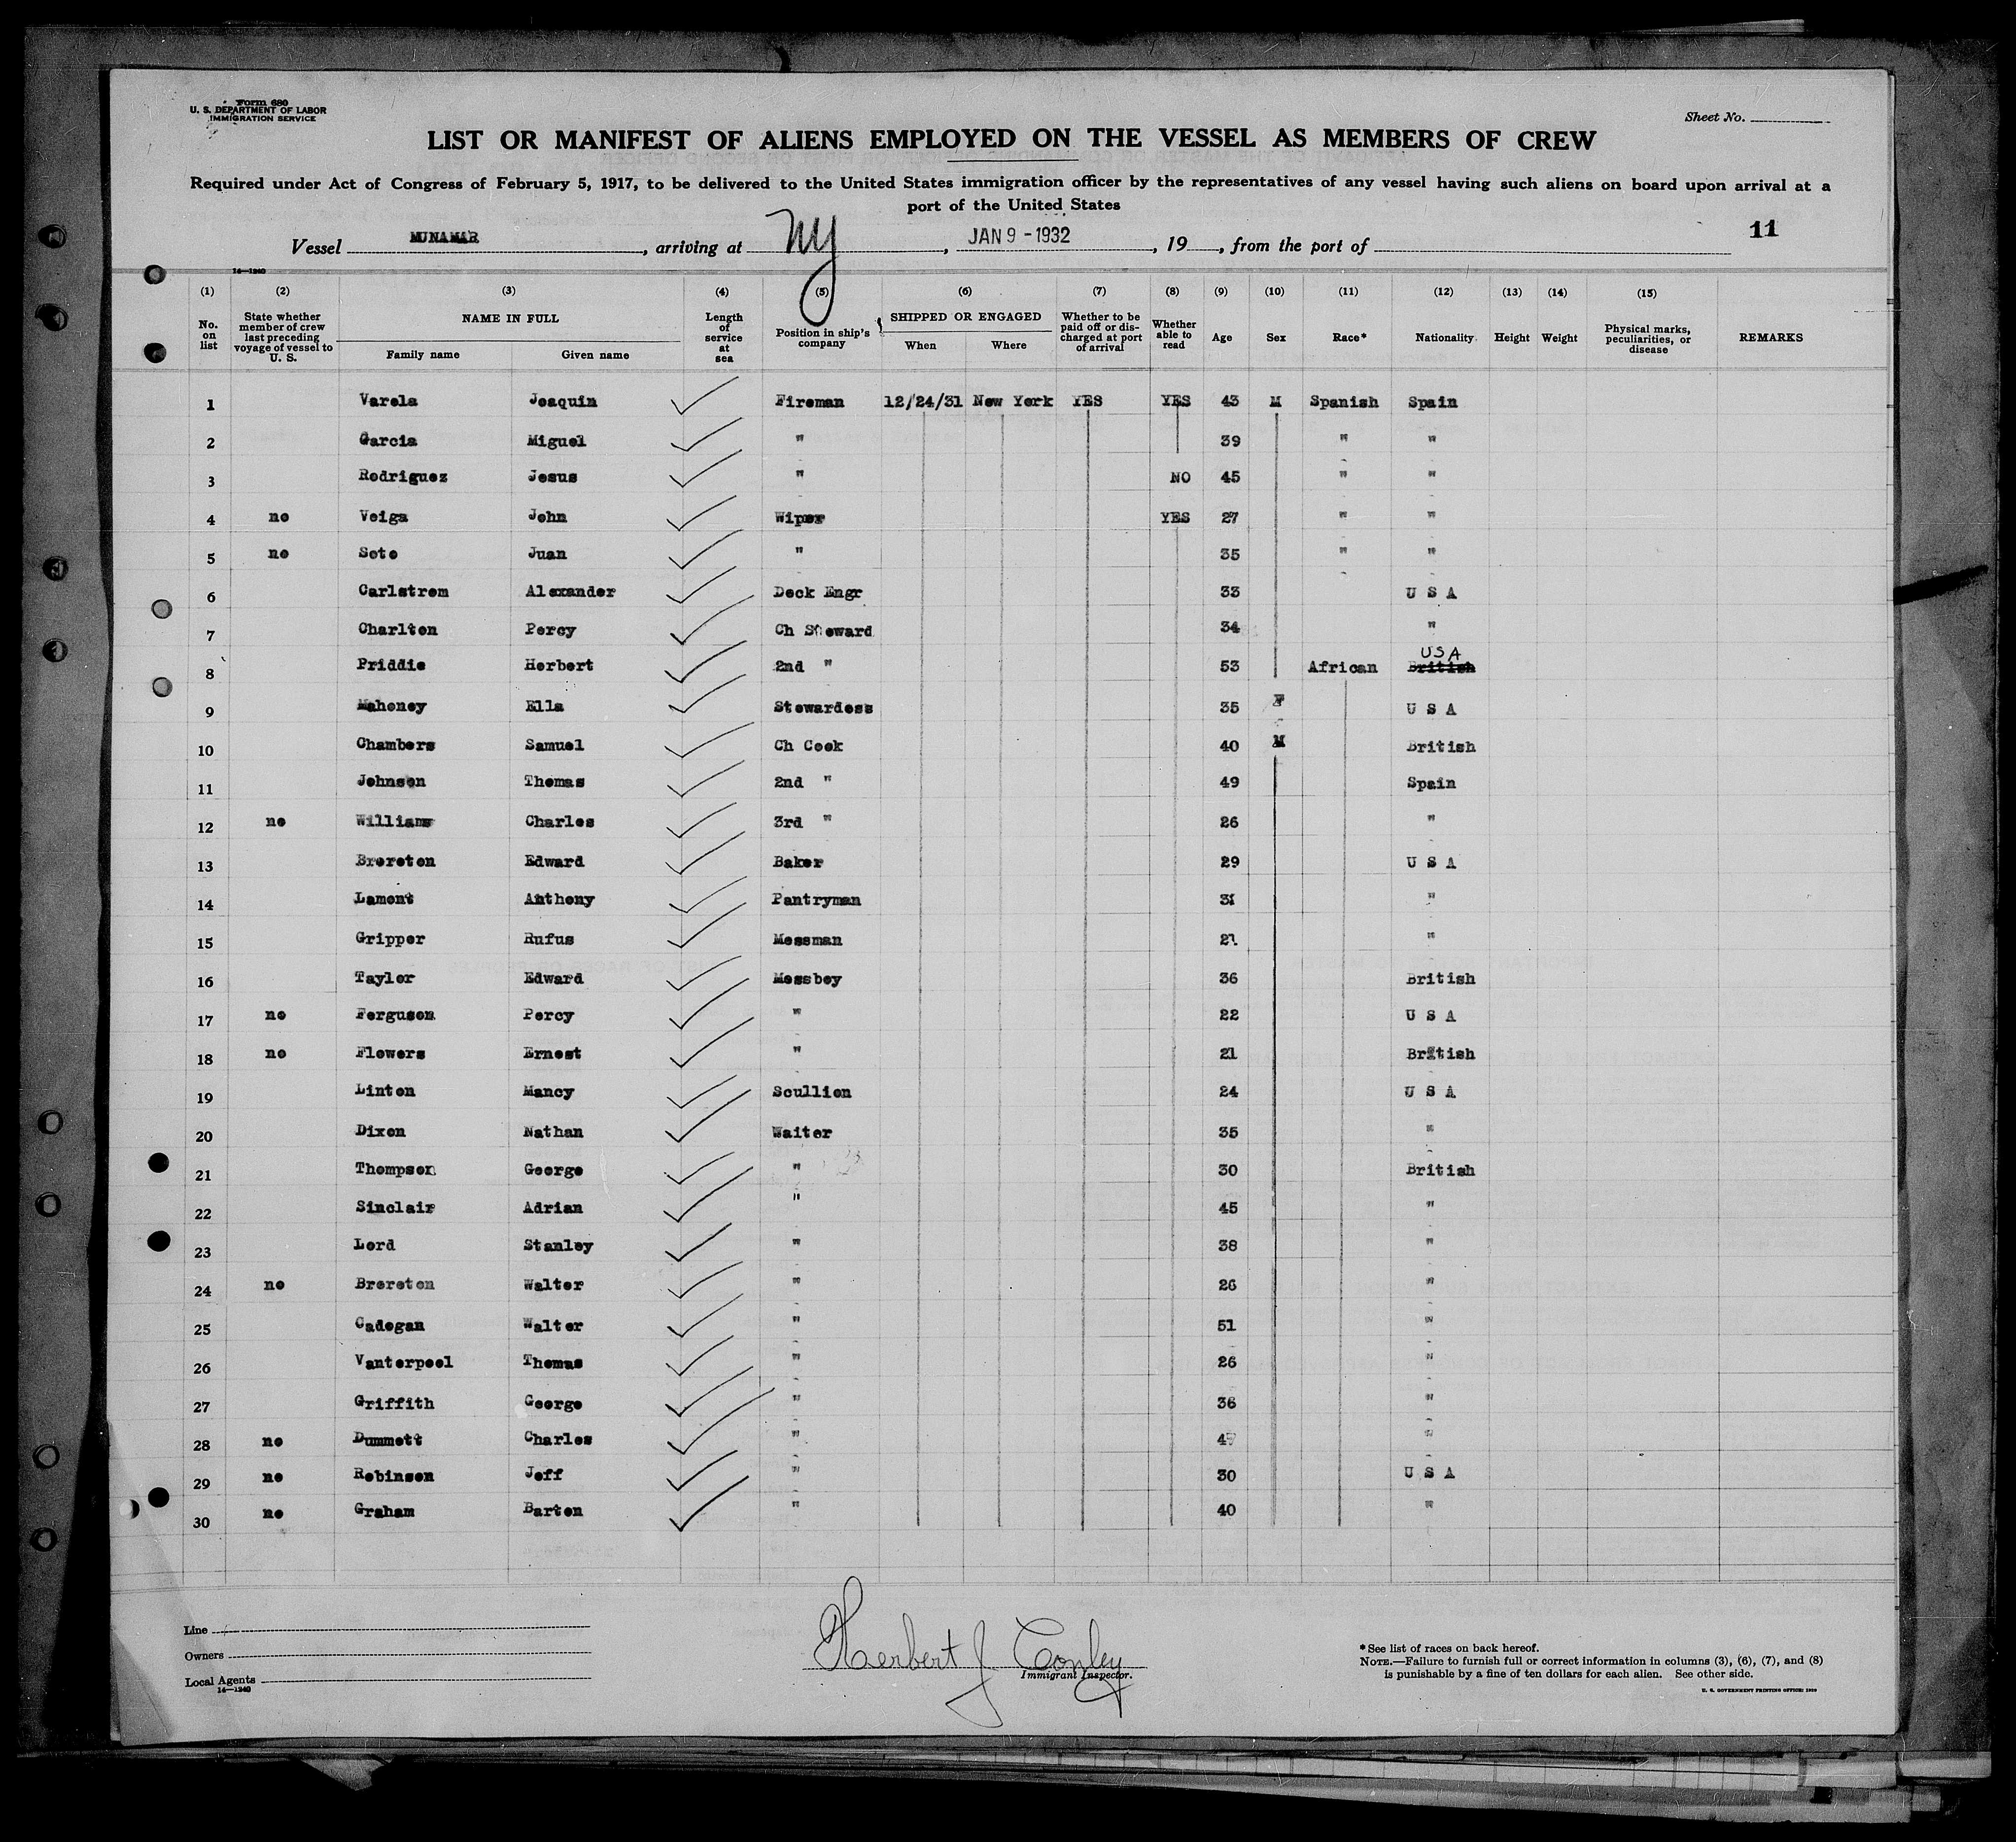 Form 680
U. S. DEPARTMENT OF LABOR
IMMIGRATION SERVICE
Sheet No.
LIST OR MANIFEST OF ALIENS EMPLOYED ON THE VESSEL AS MEMBERS OF CREW
Required under Act of Congress of February 5, 1917, to be delivered to the United States immigration officer by the representatives of any vessel having such aliens on board upon arrival at a
port of the United States
Vessel MUNAMAR, arriving at NY, JAN 9 - 1932, 19, from the port of 11
14—1240
(1) (2) (3) (4) (5) (6) (7) (8) (9) (10) (11) (12) (13) (14) (15)
No. on list State whether member of crew last preceding voyage of vessel to U. S. NAME IN FULL Family name Given name Length of service at sea Position in ship's company SHIPPED OR ENGAGED When Where Whether to be paid off or discharged at port of arrival Whether able to read Age Sex Race* Nationality Height Weight Physical marks, peculiarities, or disease REMARKS
1 Varela Joaquin Fireman 12/24/31 New York YES YES 43 M Spanish Spain
2 Garcia Miguel " 39 " "
3 Rodriguez Jesus " NO 45 " "
4 no Veiga John Wiper YES 27 " "
5 no Soto Juan " 35 " "
6 Carlstrom Alexander Deck Engr 33 U S A
7 Charlton Percy Ch Steward 34 "
8 Priddie Herbert 2nd " 53 African British USA
9 Mahoney Ella Stewardess 35 F U S A
10 Chambers Samuel Ch Cook 40 M British
11 Johnson Thomas 2nd " 49 Spain
12 no Williams Charles 3rd " 26 "
13 Brereton Edward Baker 29 U S A
14 Lamont Anthony Pantryman 31 "
15 Gripper Rufus Messman 21 "
16 Taylor Edward Messboy 36 British
17 no Ferguson Percy " 22 U S A
18 no Flowers Ernest " 21 British
19 Linton Mancy Scullion 24 U S A
20 Dixon Nathan Waiter 35 "
21 Thompson George " 30 British
22 Sinclair Adrian " 45 "
23 Lord Stanley " 38 "
24 no Brereton Walter " 26 "
25 Cadogan Walter " 51 "
26 Vanterpool Thomas " 26 "
27 Griffith George " 36 "
28 no Dummett Charles " 47 "
29 no Robinson Jeff " 30 U S A
30 no Graham Barton " 40 "
Line
Owners
Local Agents
14—1240
Herbert J Conley
Immigrant Inspector.
* See list of races on back hereof.
NOTE.—Failure to furnish full or correct information in columns (3), (6), (7), and (8)
is punishable by a fine of ten dollars for each alien. See other side.
U. S. GOVERNMENT PRINTING OFFICE: